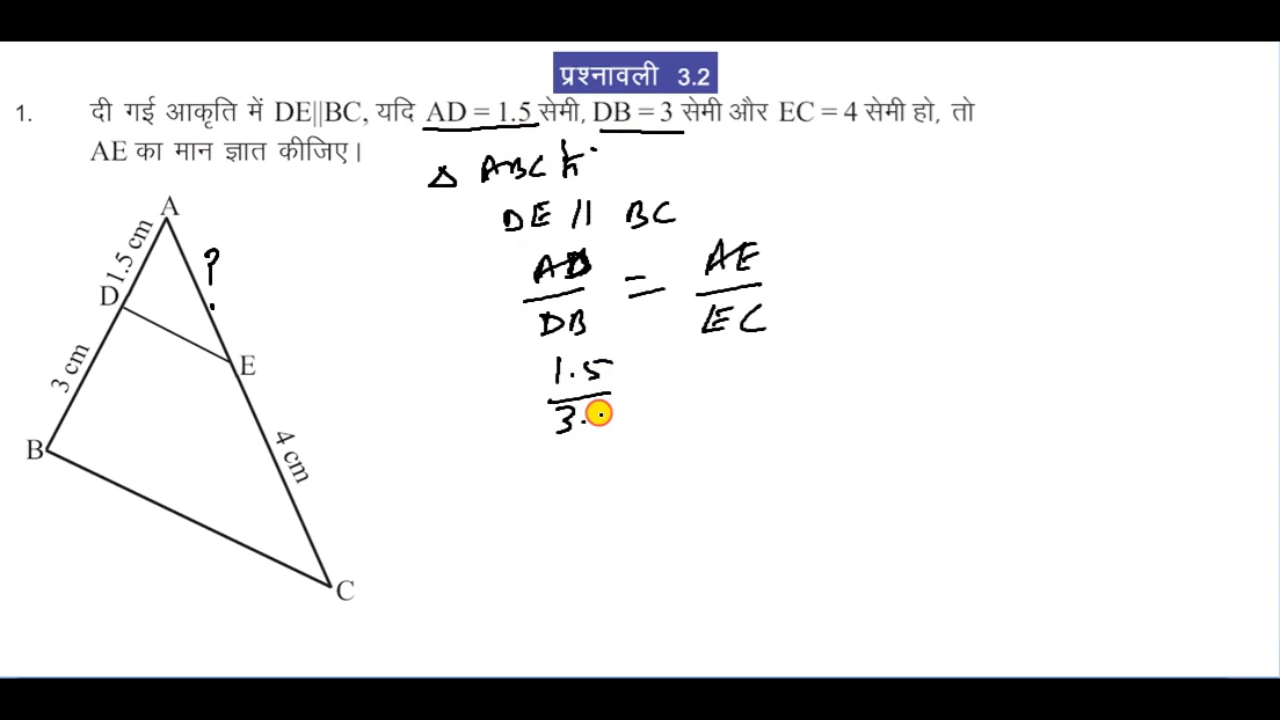 प्रश्नावली 3.2
1. दी गई आकृति में DE||BC, यदि AD = 1.5 सेमी, DB = 3 सेमी और EC = 4 सेमी हो, तो
AE का मान ज्ञात कीजिए।
△ ABC में
DE || BC
AD/DB = AE/EC
1.5/3.
A
1.5 cm
?
D
E
3 cm
4 cm
B
C